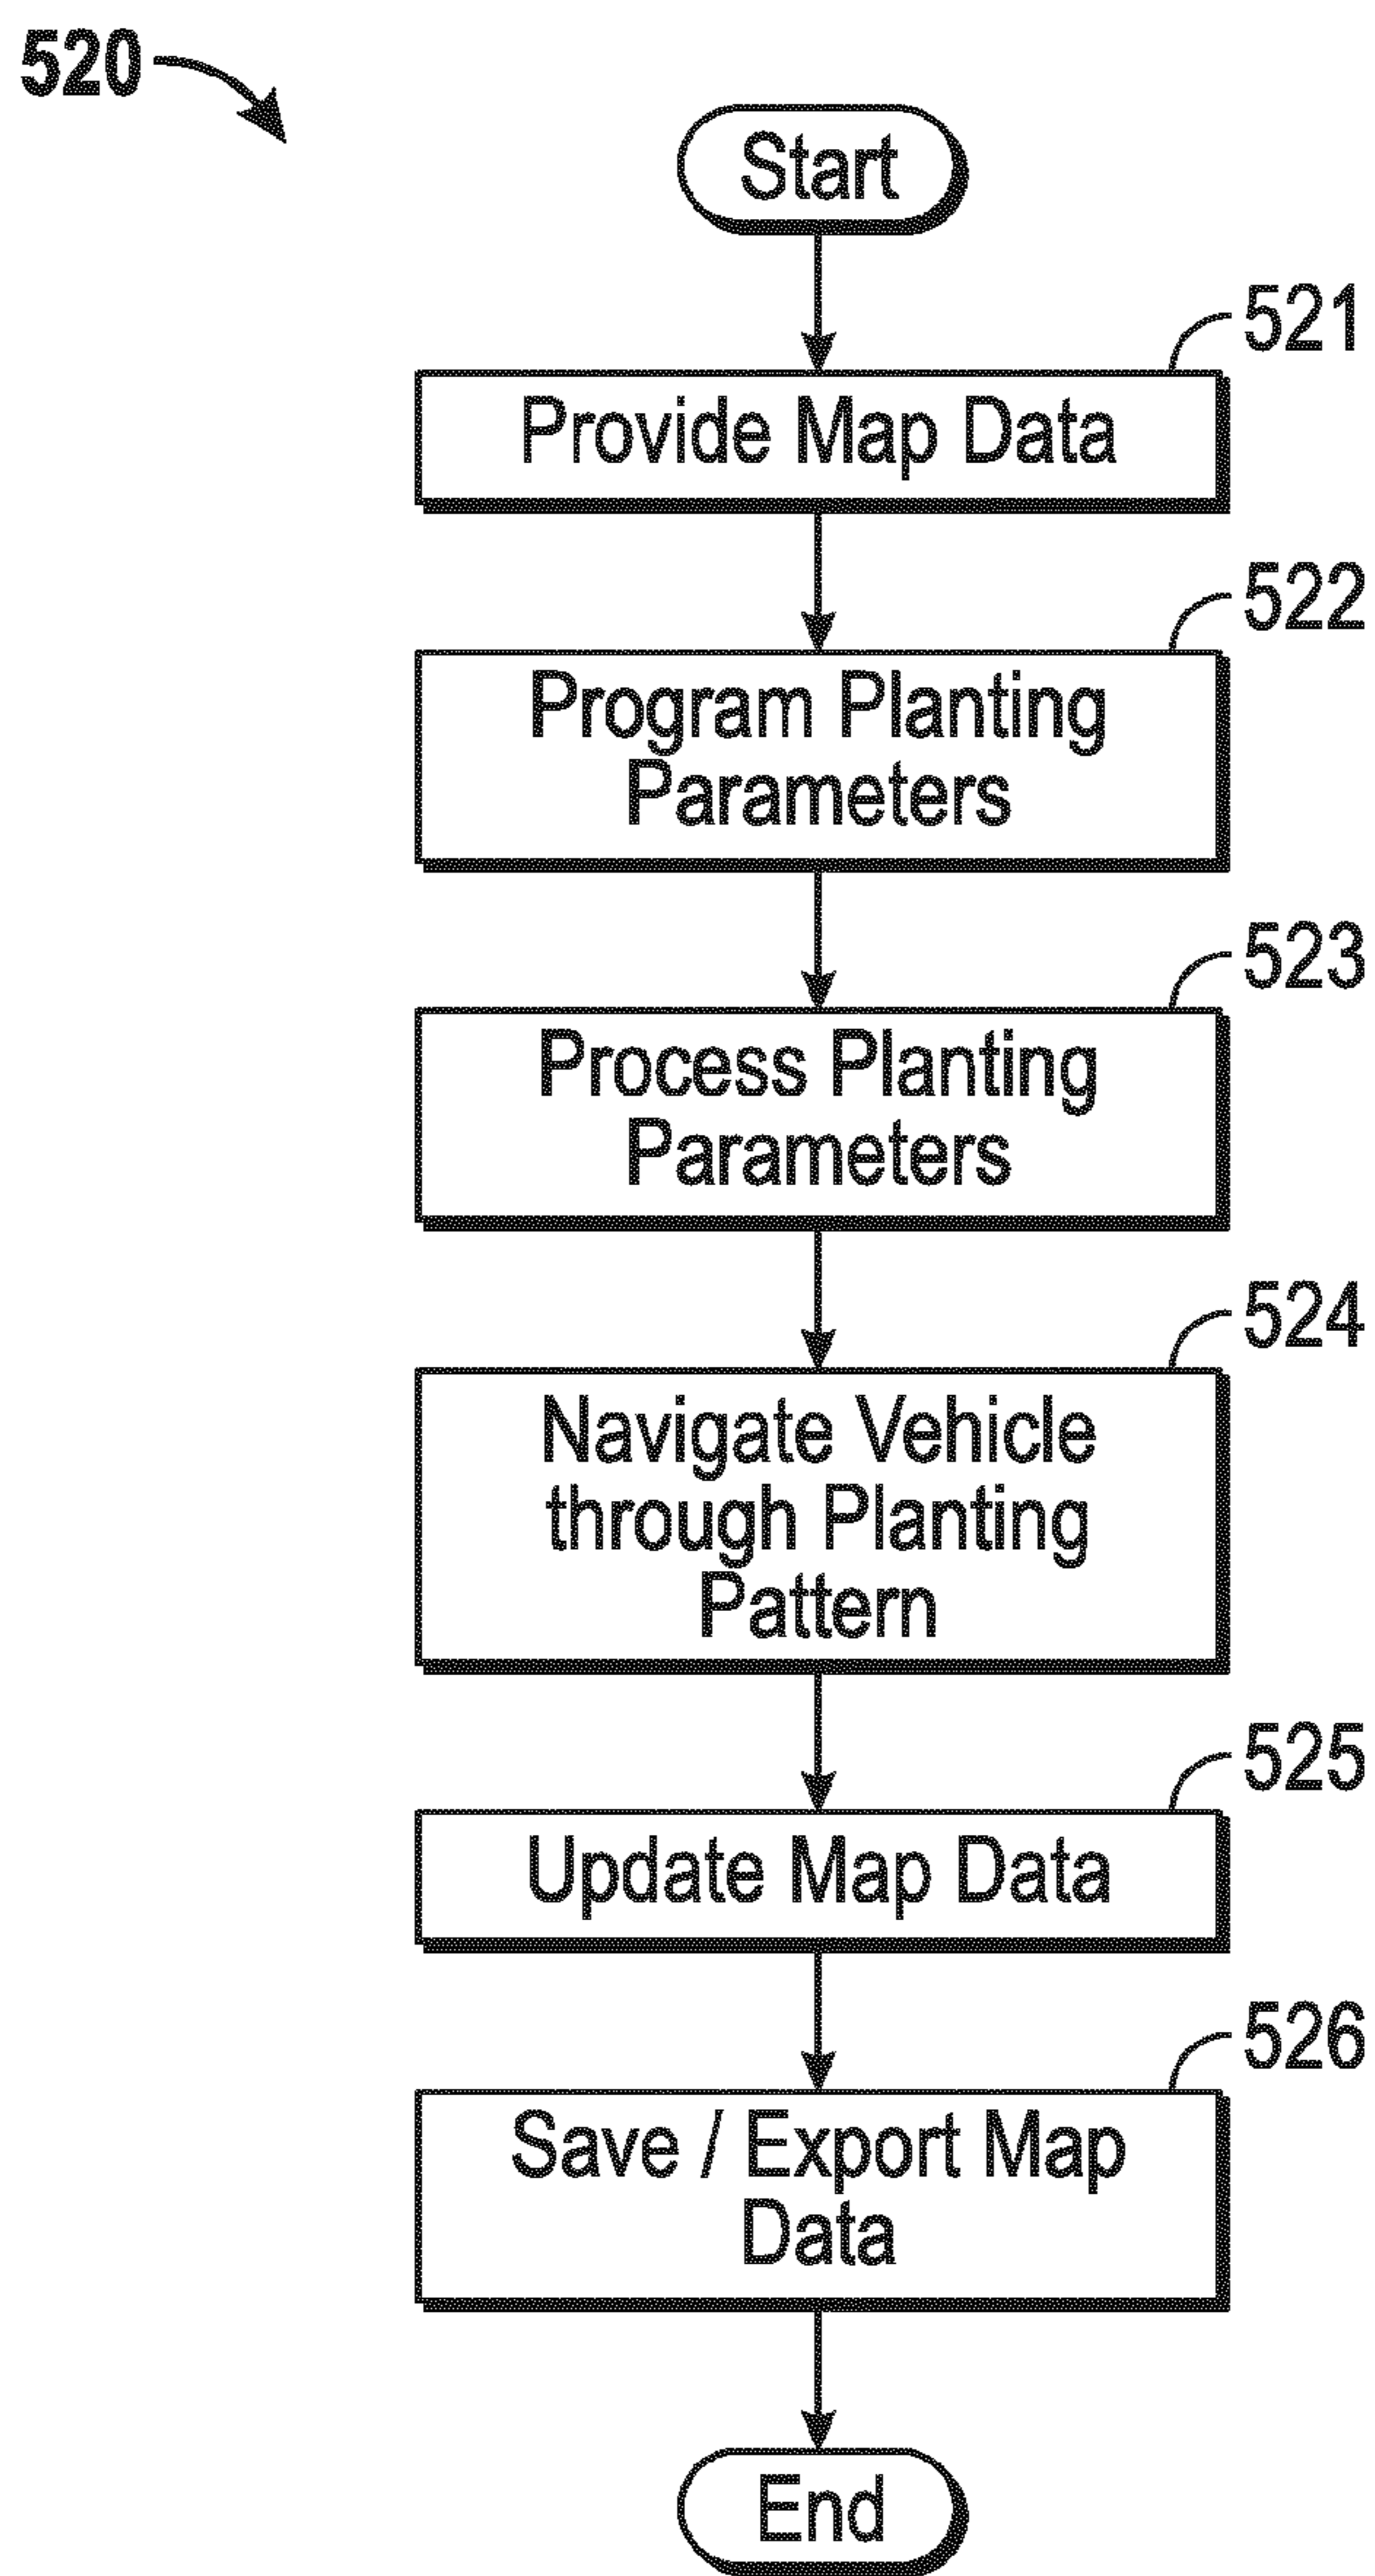 520
Start
521
Provide Map Data
522
Program Planting
Parameters
523
Process Planting
Parameters
524
Navigate Vehicle
through Planting
Pattern
525
Update Map Data
526
Save / Export Map
Data
End